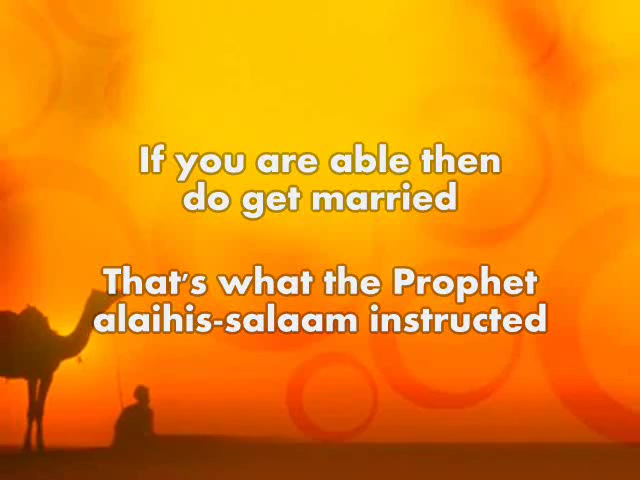 If you are able then
do get married
That's what the Prophet
alaihis-salaam instructed